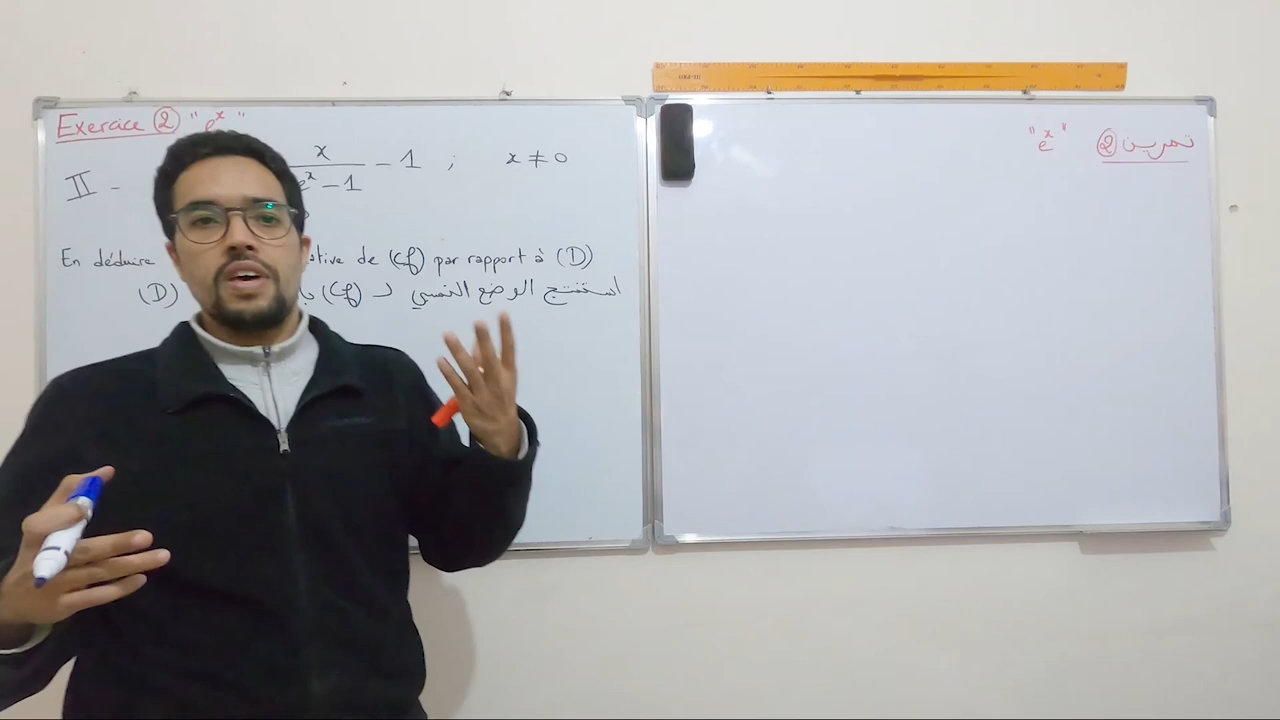 Exercice ② "eˣ"
II - x / eˣ - 1 - 1 ; x ≠ 0
En déduire ative de (Cf) par rapport à (D)
استنتج الوضع النسبي لـ (Cf) (D)
تمرين ② "eˣ"